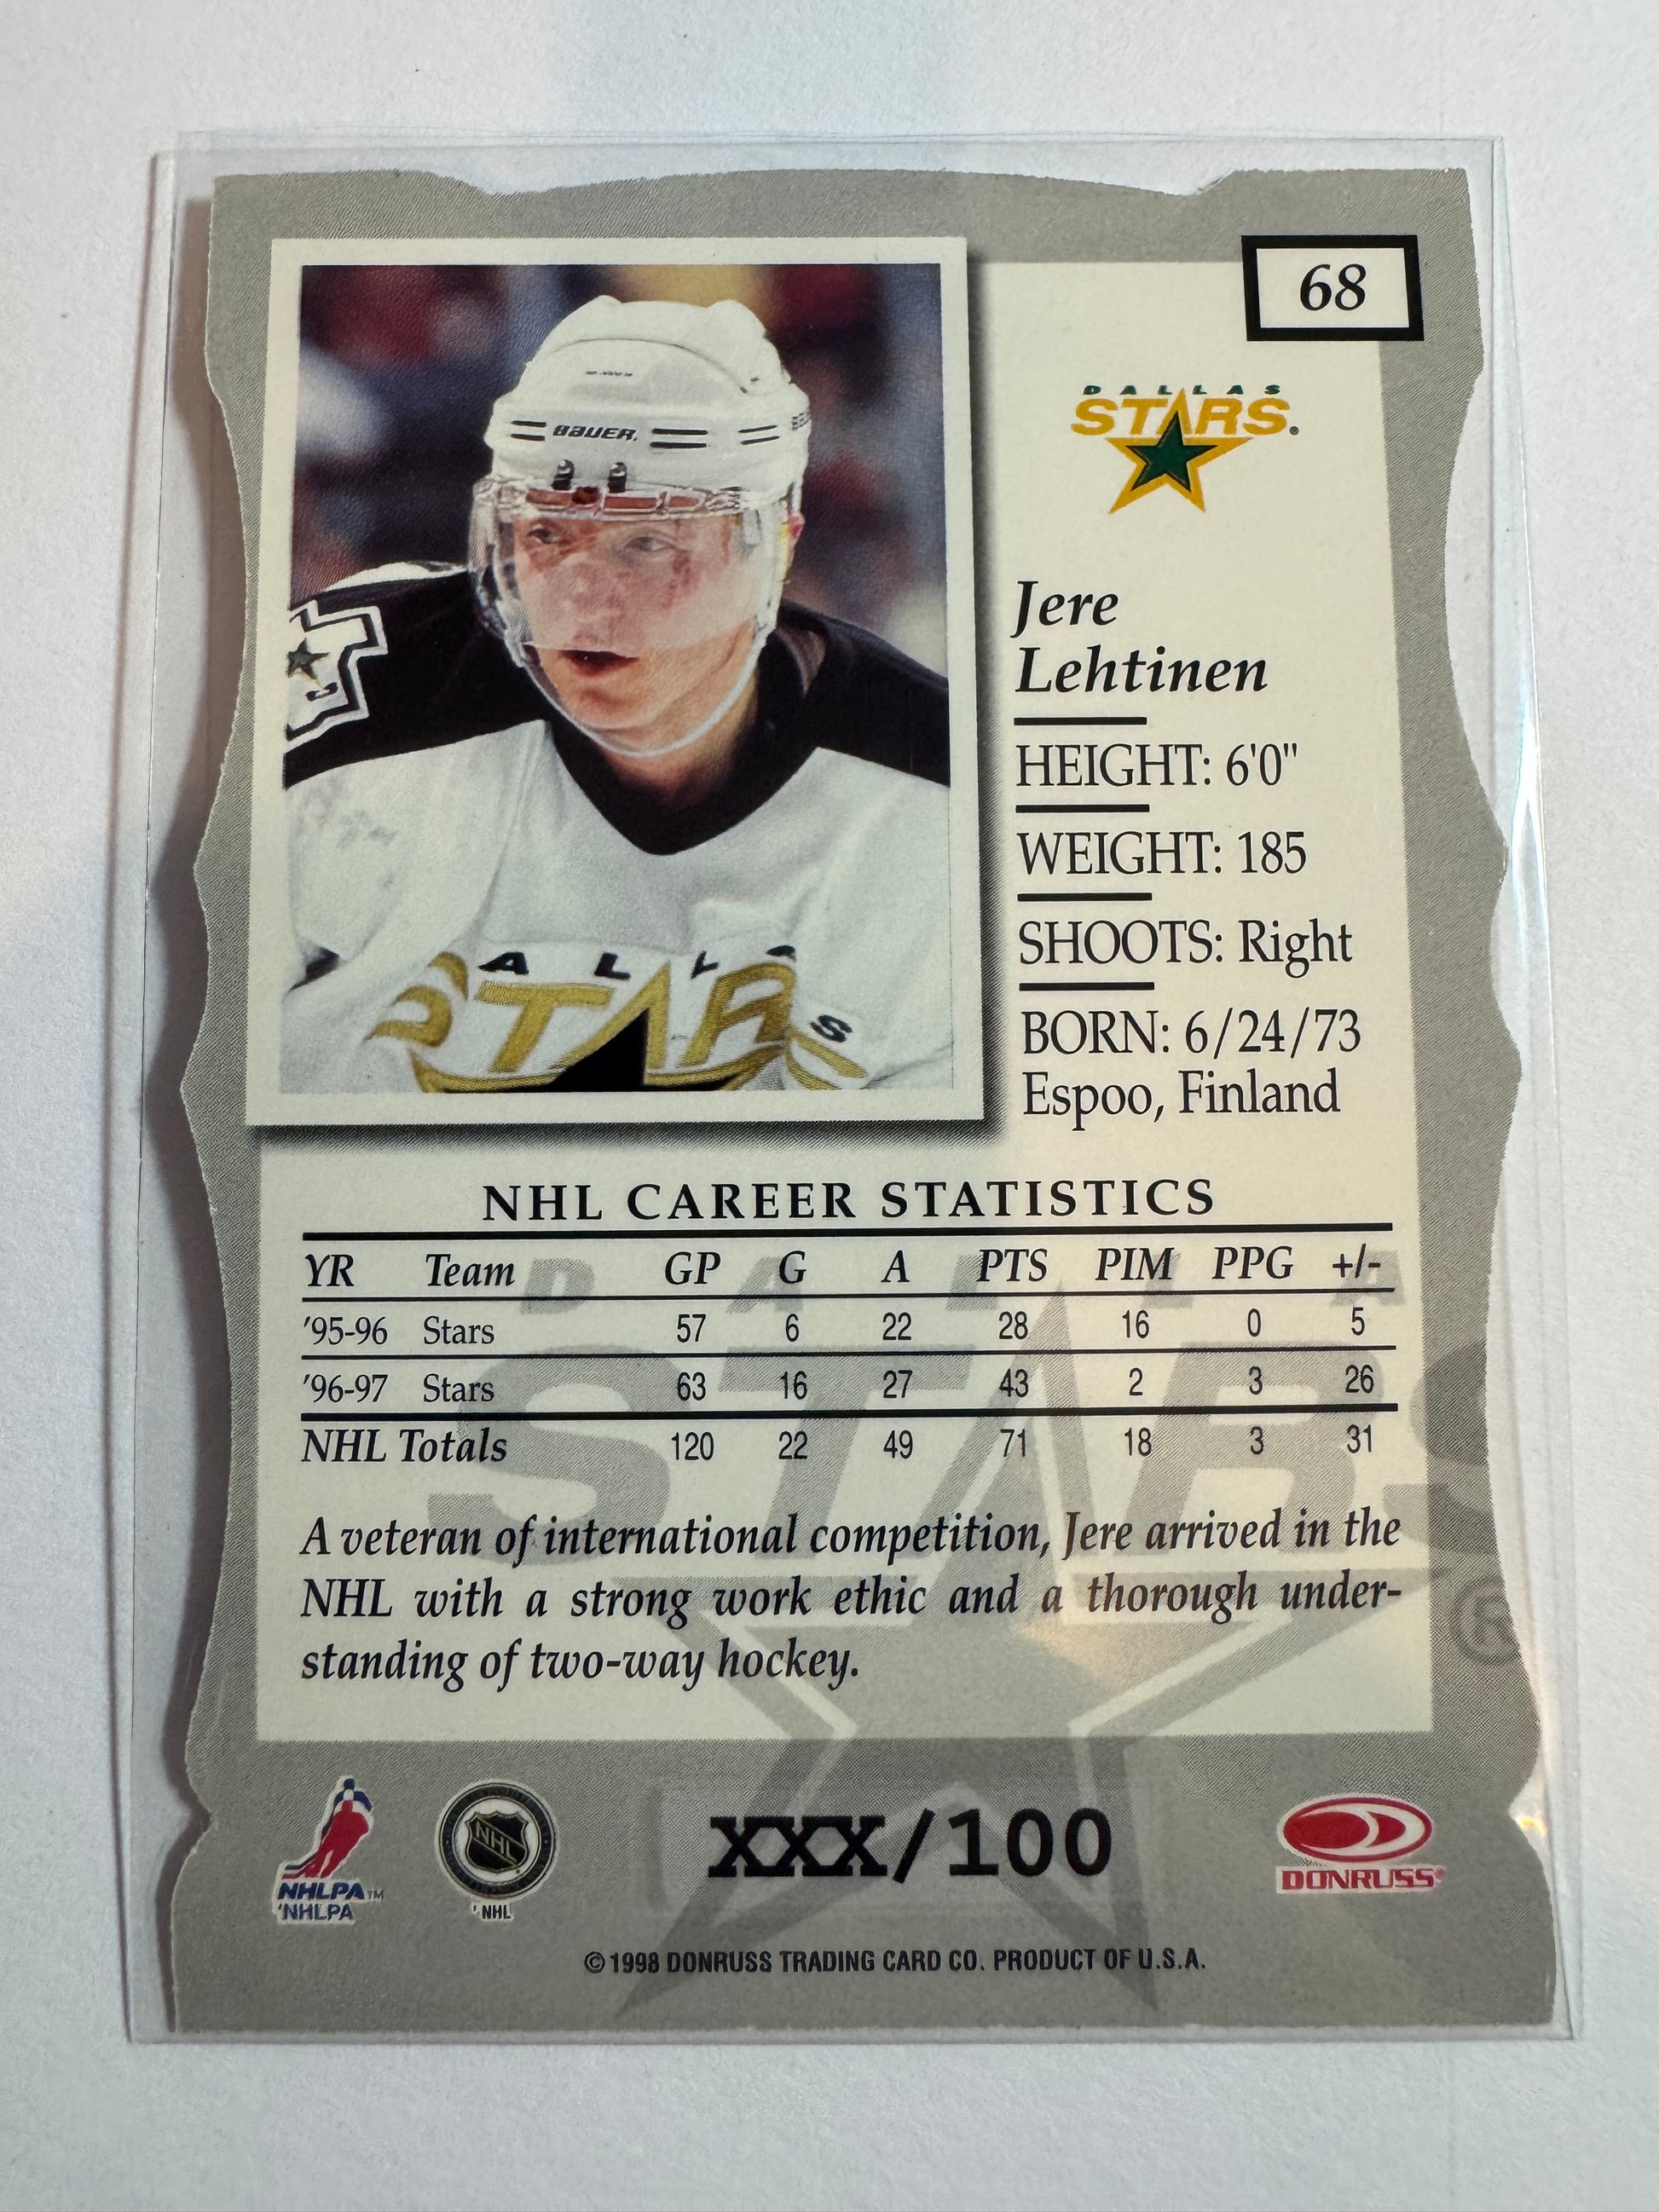 68
DALLAS
STARS
BAUER
Jere
Lehtinen
HEIGHT: 6'0"
WEIGHT: 185
SHOOTS: Right
BORN: 6/24/73
Espoo, Finland
NHL CAREER STATISTICS
YR Team GP G A PTS PIM PPG +/-
'95-96 Stars 57 6 22 28 16 0 5
'96-97 Stars 63 16 27 43 2 3 26
NHL Totals 120 22 49 71 18 3 31
A veteran of international competition, Jere arrived in the
NHL with a strong work ethic and a thorough under-
standing of two-way hockey.
NHLPA™
'NHLPA
NHL
'NHL
XXX/100
DONRUSS®
©1998 DONRUSS TRADING CARD CO. PRODUCT OF U.S.A.